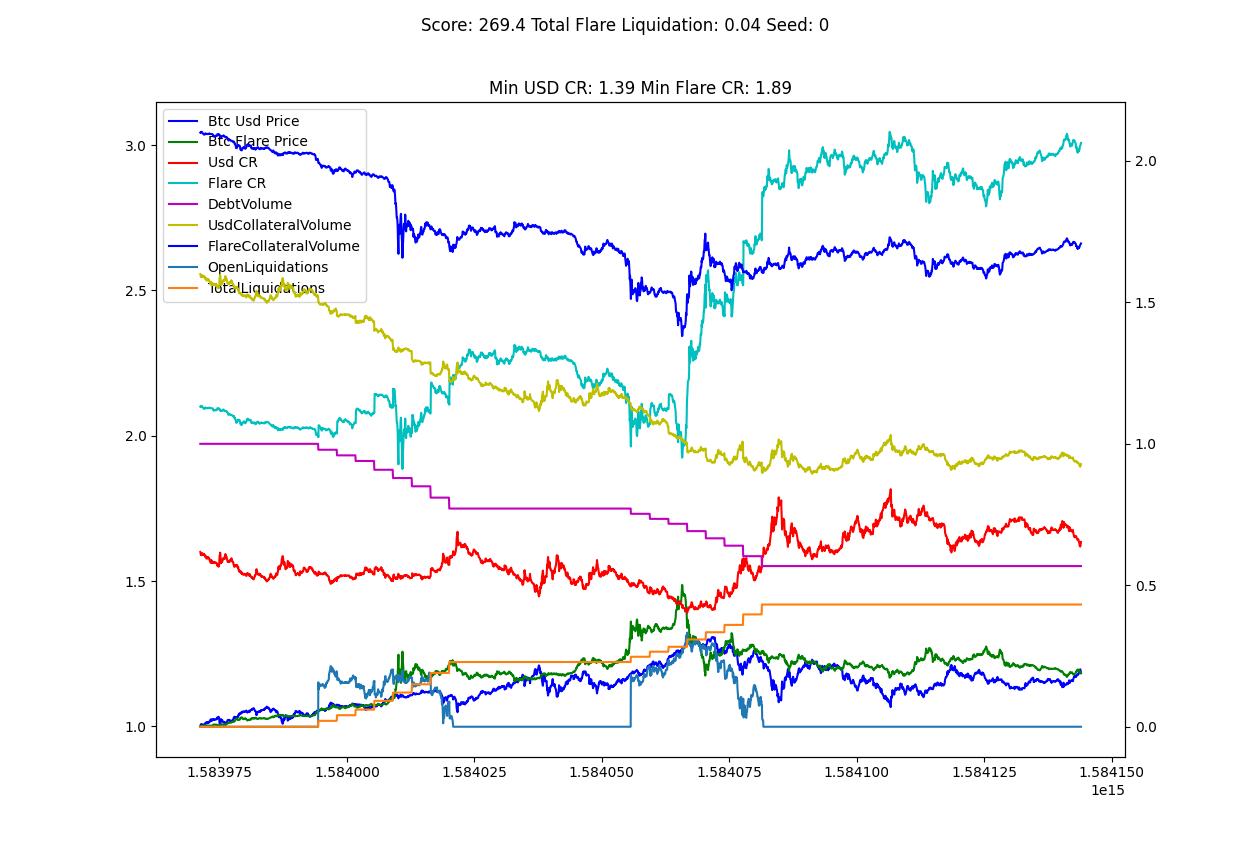 Score: 269.4 Total Flare Liquidation: 0.04 Seed: 0
Min USD CR: 1.39 Min Flare CR: 1.89
Btc Usd Price
Btc Flare Price
Usd CR
Flare CR
DebtVolume
UsdCollateralVolume
FlareCollateralVolume
OpenLiquidations
TotalLiquidations
3.0
2.5
2.0
1.5
1.0
2.0
1.5
1.0
0.5
0.0
1.583975 1.584000 1.584025 1.584050 1.584075 1.584100 1.584125 1.584150
1e15